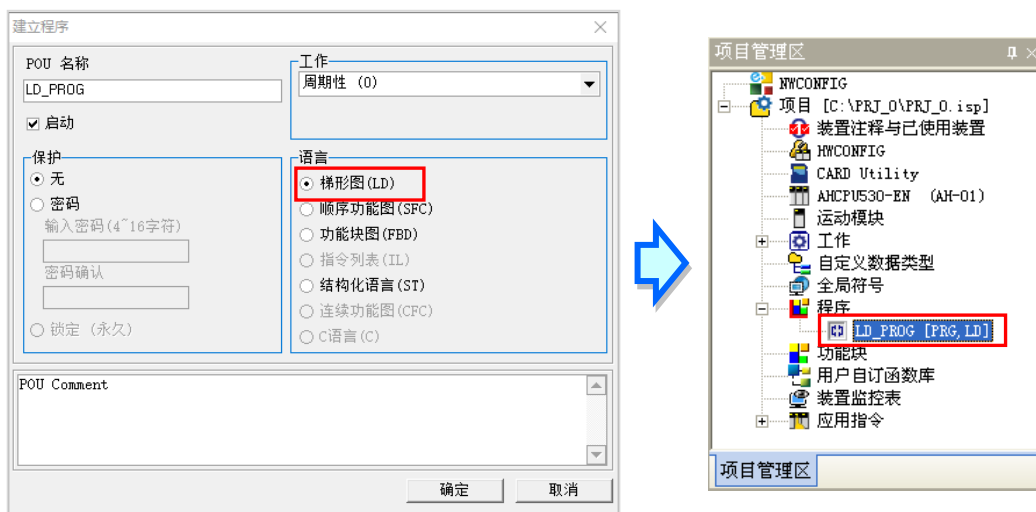 建立程序
POU 名称
LD_PROG
启动
工作
周期性 (0)
保护
无
密码
输入密码(4~16字符)
密码确认
锁定 (永久)
语言
梯形图(LD)
顺序功能图(SFC)
功能块图(FBD)
指令列表(IL)
结构化语言(ST)
连续功能图(CFC)
C语言(C)
POU Comment
确定
取消
项目管理区
NWCONFIG
项目 [C:\PRJ_0\PRJ_0.isp]
装置注释与已使用装置
HWCONFIG
CARD Utility
AHCPU530-EN (AH-01)
运动模块
工作
自定义数据类型
全局符号
程序
LD_PROG [PRG,LD]
功能块
用户自订函数库
装置监控表
应用指令
项目管理区